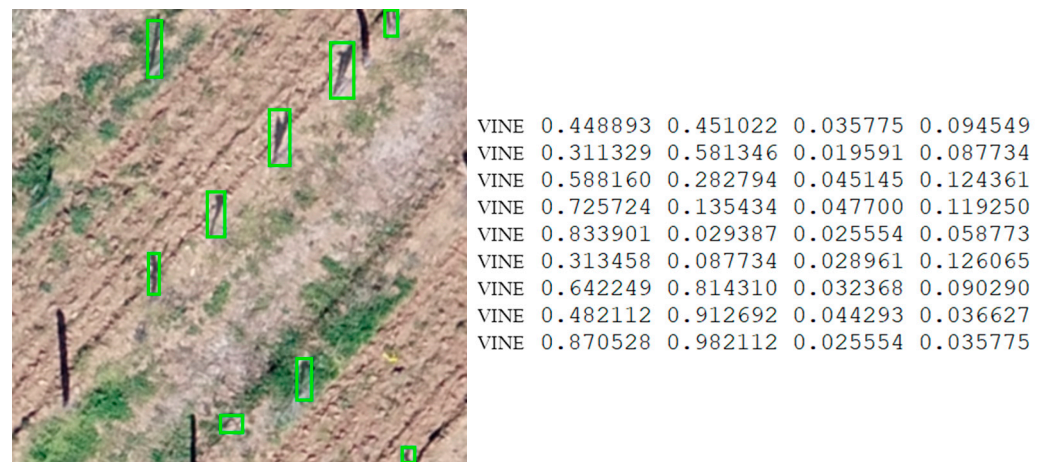 VINE 0.448893 0.451022 0.035775 0.094549
VINE 0.311329 0.581346 0.019591 0.087734
VINE 0.588160 0.282794 0.045145 0.124361
VINE 0.725724 0.135434 0.047700 0.119250
VINE 0.833901 0.029387 0.025554 0.058773
VINE 0.313458 0.087734 0.028961 0.126065
VINE 0.642249 0.814310 0.032368 0.090290
VINE 0.482112 0.912692 0.044293 0.036627
VINE 0.870528 0.982112 0.025554 0.035775